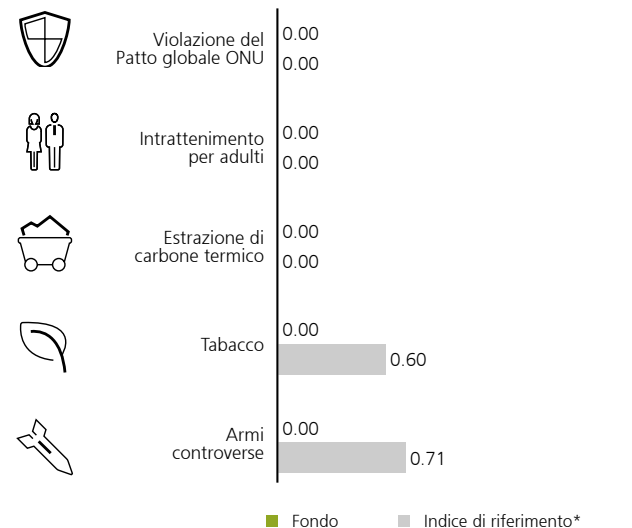 Violazione del
Patto globale ONU
0.00
0.00
Intrattenimento
per adulti
0.00
0.00
Estrazione di
carbone termico
0.00
0.00
Tabacco
0.00
0.60
Armi
controverse
0.00
0.71
Fondo
Indice di riferimento*